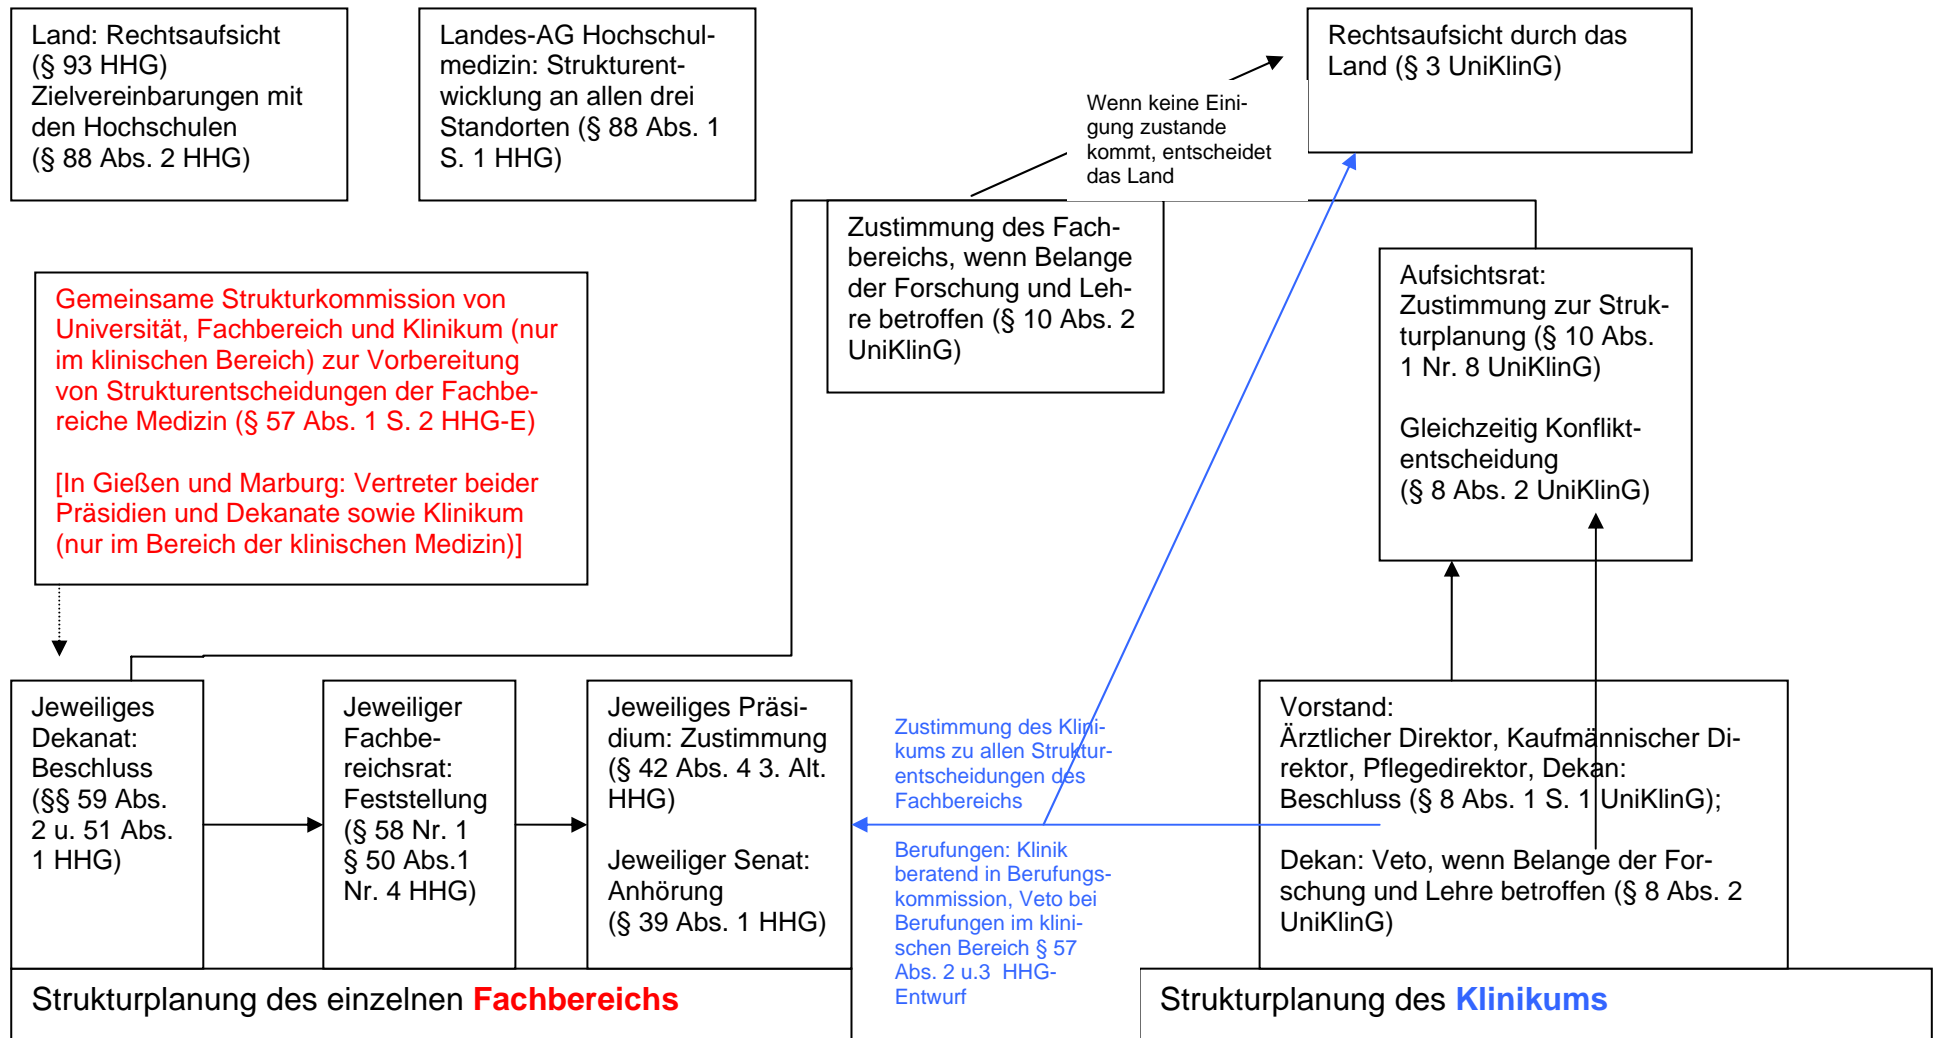 Land: Rechtsaufsicht
(§ 93 HHG)
Zielvereinbarungen mit
den Hochschulen
(§ 88 Abs. 2 HHG)
Landes-AG Hochschul-
medizin: Strukturent-
wicklung an allen drei
Standorten (§ 88 Abs. 1
S. 1 HHG)
Wenn keine Eini-
gung zustande
kommt, entscheidet
das Land
Rechtsaufsicht durch das
Land (§ 3 UniKlinG)
Zustimmung des Fach-
bereichs, wenn Belange
der Forschung und Leh-
re betroffen (§ 10 Abs. 2
UniKlinG)
Aufsichtsrat:
Zustimmung zur Struk-
turplanung (§ 10 Abs.
1 Nr. 8 UniKlinG)
Gleichzeitig Konflikt-
entscheidung
(§ 8 Abs. 2 UniKlinG)
Gemeinsame Strukturkommission von
Universität, Fachbereich und Klinikum (nur
im klinischen Bereich) zur Vorbereitung
von Strukturentscheidungen der Fachbe-
reiche Medizin (§ 57 Abs. 1 S. 2 HHG-E)
[In Gießen und Marburg: Vertreter beider
Präsidien und Dekanate sowie Klinikum
(nur im Bereich der klinischen Medizin)]
Jeweiliges
Dekanat:
Beschluss
(§§ 59 Abs.
2 u. 51 Abs.
1 HHG)
Jeweiliger
Fachbe-
reichsrat:
Feststellung
(§ 58 Nr. 1
§ 50 Abs.1
Nr. 4 HHG)
Jeweiliges Präsi-
dium: Zustimmung
(§ 42 Abs. 4 3. Alt.
HHG)
Jeweiliger Senat:
Anhörung
(§ 39 Abs. 1 HHG)
Zustimmung des Klini-
kums zu allen Struktur-
entscheidungen des
Fachbereichs
Berufungen: Klinik
beratend in Berufungs-
kommission, Veto bei
Berufungen im klini-
schen Bereich § 57
Abs. 2 u.3 HHG-
Entwurf
Vorstand:
Ärztlicher Direktor, Kaufmännischer Di-
rektor, Pflegedirektor, Dekan:
Beschluss (§ 8 Abs. 1 S. 1 UniKlinG);
Dekan: Veto, wenn Belange der For-
schung und Lehre betroffen (§ 8 Abs. 2
UniKlinG)
Strukturplanung des einzelnen Fachbereichs
Strukturplanung des Klinikums